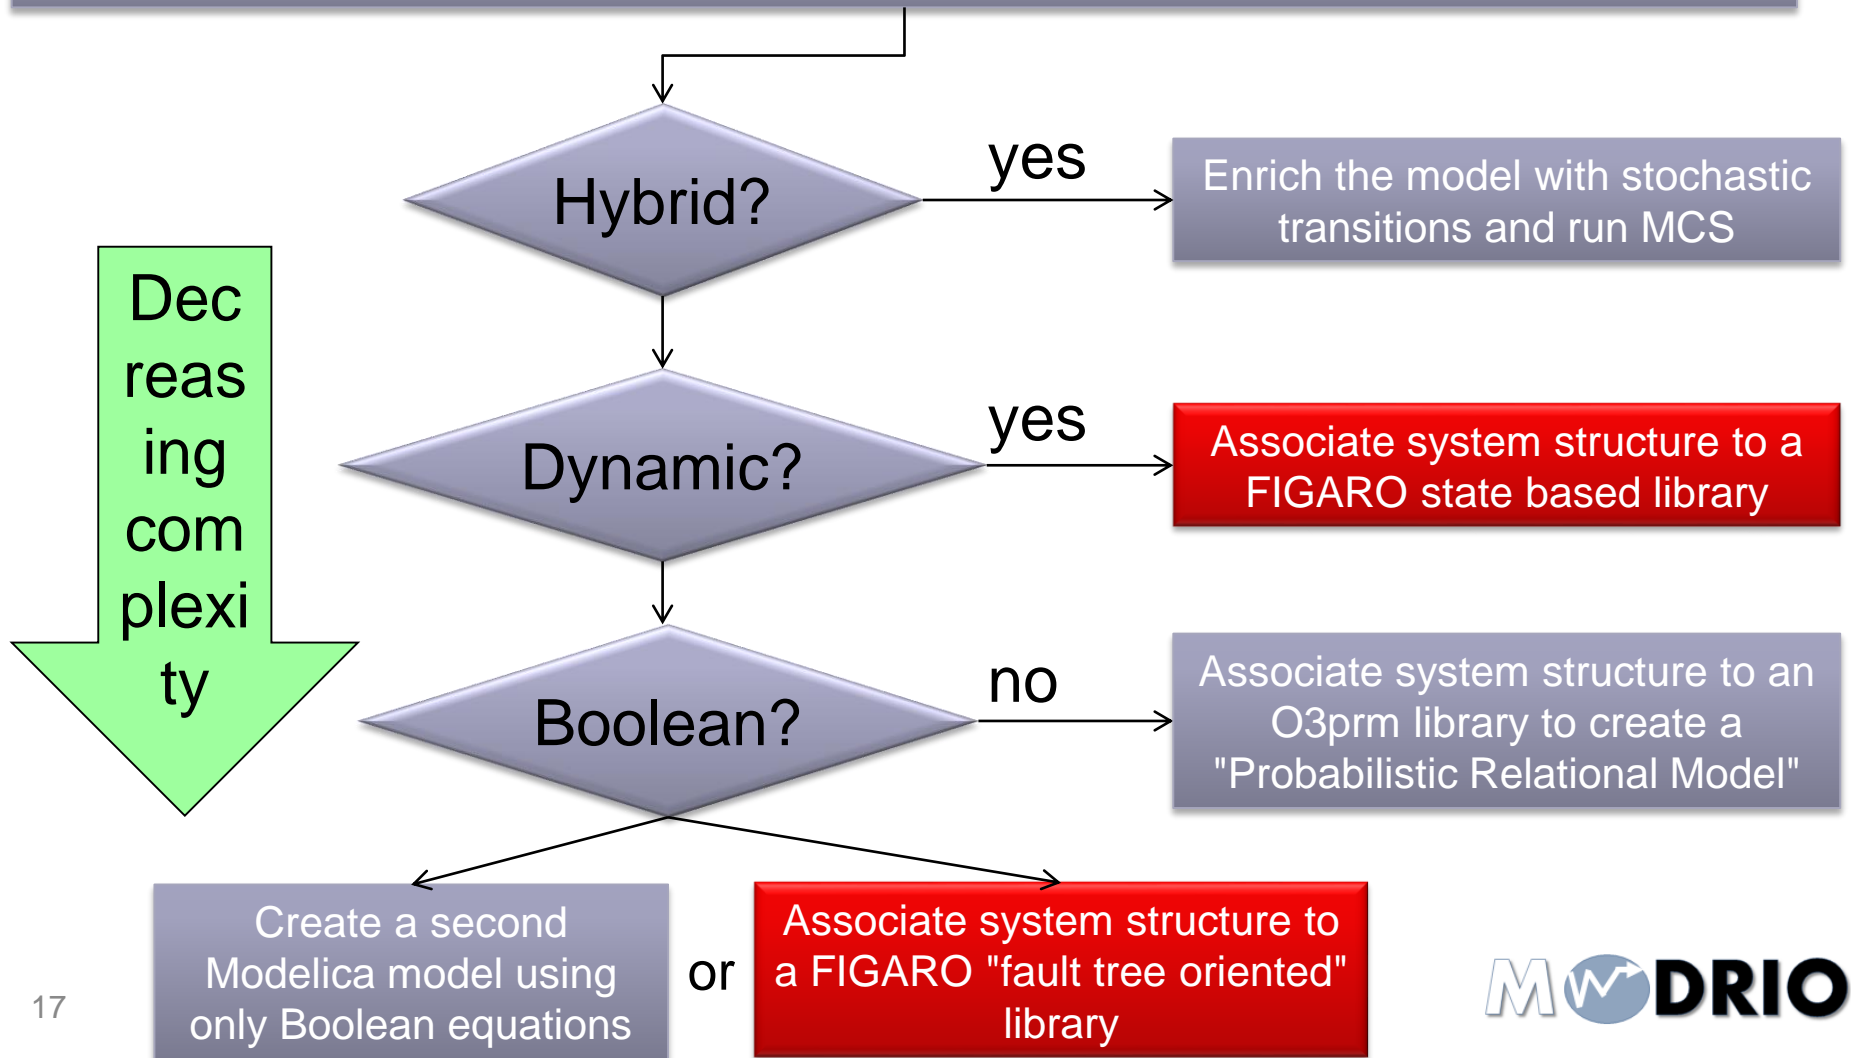 Hybrid?
yes
Enrich the model with stochastic
transitions and run MCS
Dec
reas
ing
com
plexi
ty
Dynamic?
yes
Associate system structure to a
FIGARO state based library
Boolean?
no
Associate system structure to an
O3prm library to create a
"Probabilistic Relational Model"
Create a second
Modelica model using
only Boolean equations
or
Associate system structure to
a FIGARO "fault tree oriented"
library
17
MODRIO